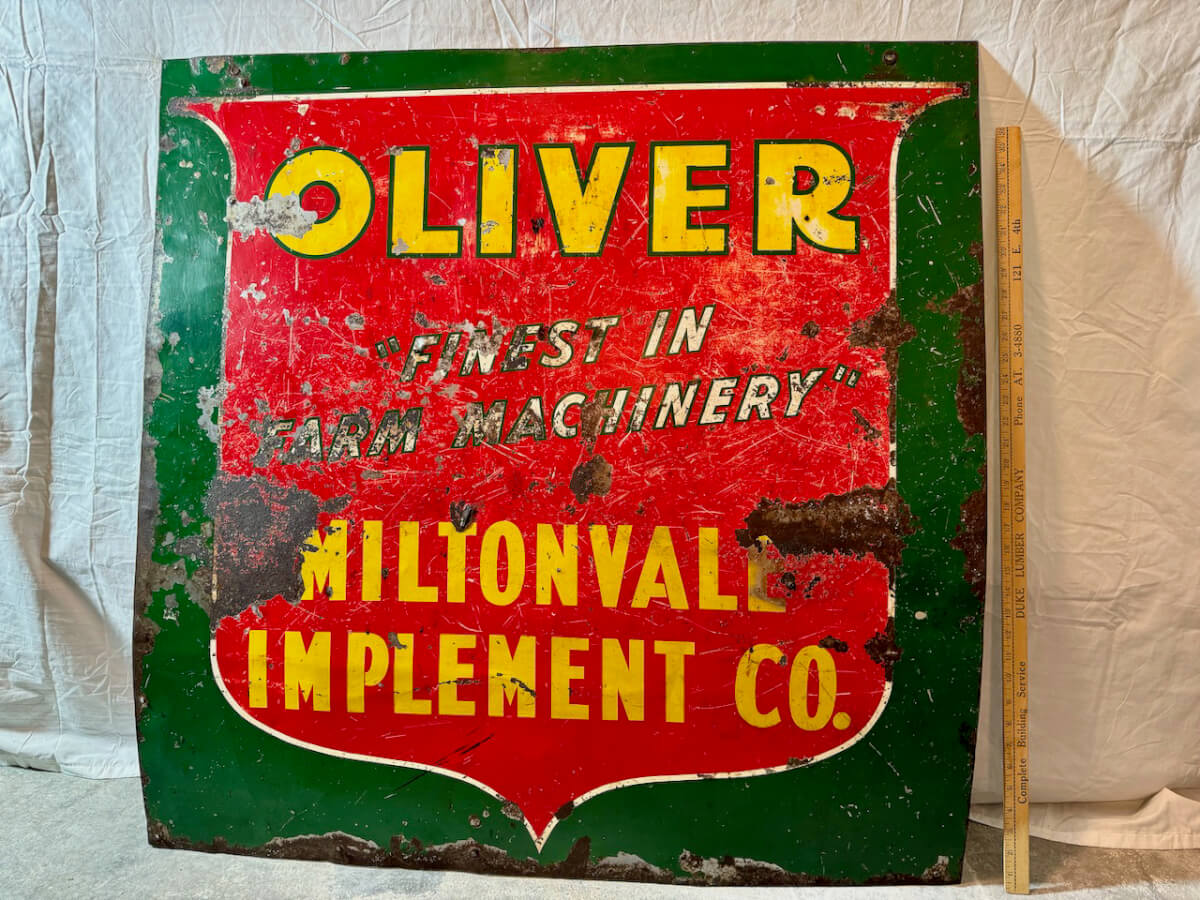 OLIVER
"FINEST IN
FARM MACHINERY"
MILTONVALE
IMPLEMENT CO.
Complete Building Service DUKE LUMBER COMPANY Phone AT. 3-4880 121 E. 4th